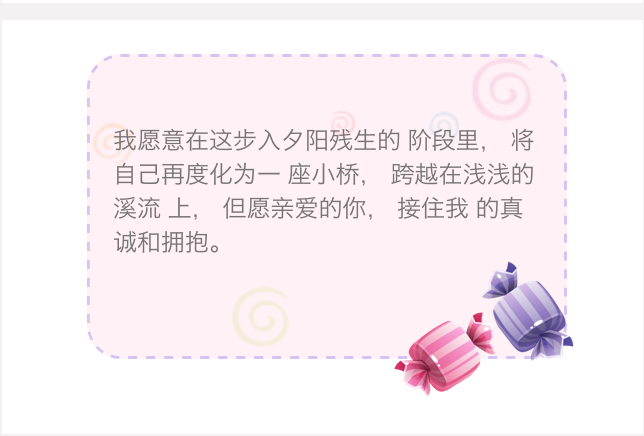 我愿意在这步入夕阳残生的 阶段里， 将
自己再度化为一 座小桥， 跨越在浅浅的
溪流 上， 但愿亲爱的你， 接住我 的真
诚和拥抱。